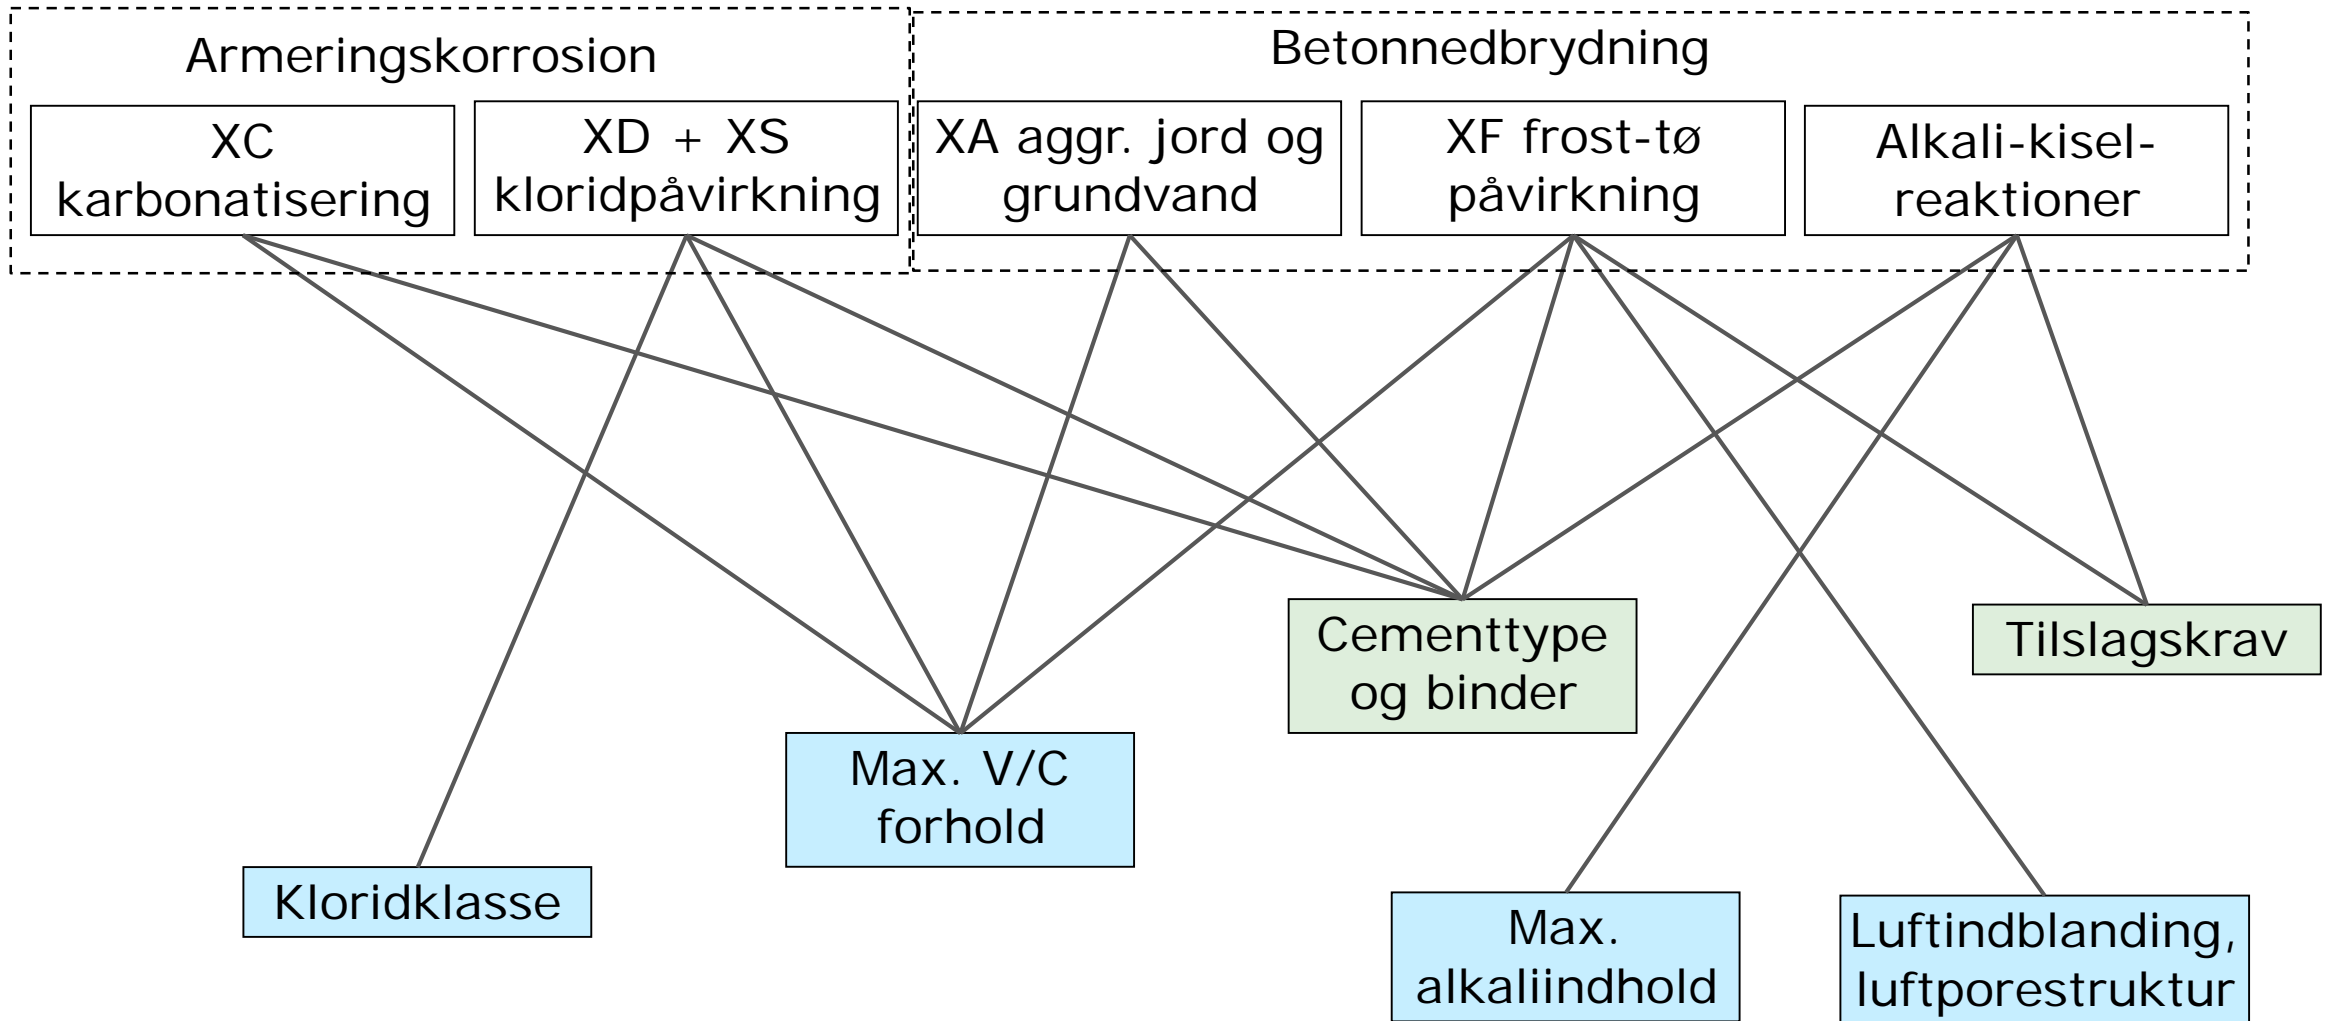 Armeringskorrosion
Betonnedbrydning
XC
karbonatisering
XD + XS
kloridpåvirkning
XA aggr. jord og
grundvand
XF frost-tø
påvirkning
Alkali-kisel-
reaktioner
Cementtype
og binder
Tilslagskrav
Max. V/C
forhold
Kloridklasse
Max.
alkaliindhold
Luftindblanding,
luftporestruktur